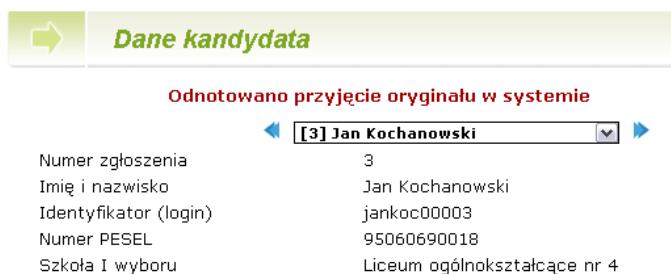 Dane kandydata
Odnotowano przyjęcie oryginału w systemie
[3] Jan Kochanowski
Numer zgłoszenia 3
Imię i nazwisko Jan Kochanowski
Identyfikator (login) jankoc00003
Numer PESEL 95060690018
Szkoła I wyboru Liceum ogólnokształcące nr 4